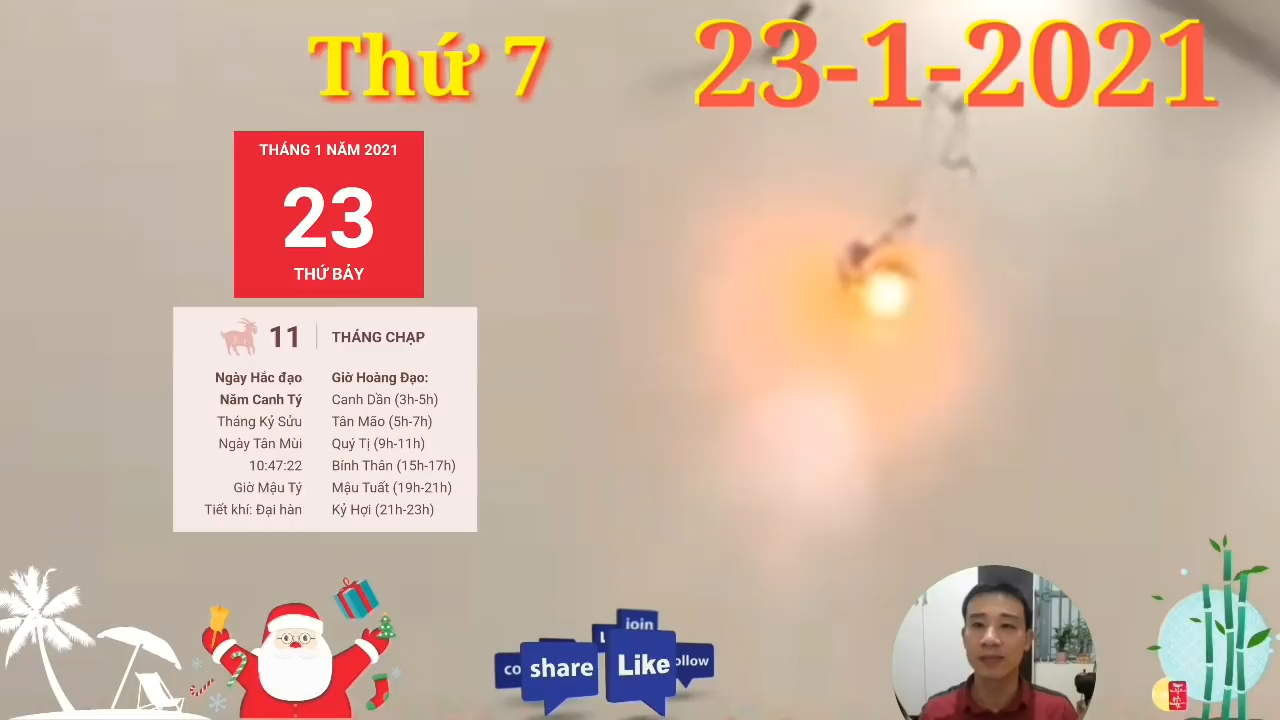 Thứ 7 23-1-2021
THÁNG 1 NĂM 2021
23
THỨ BẢY
11 THÁNG CHẠP
Ngày Hắc đạo
Năm Canh Tý
Tháng Kỷ Sửu
Ngày Tân Mùi
10:47:22
Giờ Mậu Tý
Tiết khí: Đại hàn
Giờ Hoàng Đạo:
Canh Dần (3h-5h)
Tân Mão (5h-7h)
Quý Tị (9h-11h)
Bính Thân (15h-17h)
Mậu Tuất (19h-21h)
Kỷ Hợi (21h-23h)
join
co share Like ollow